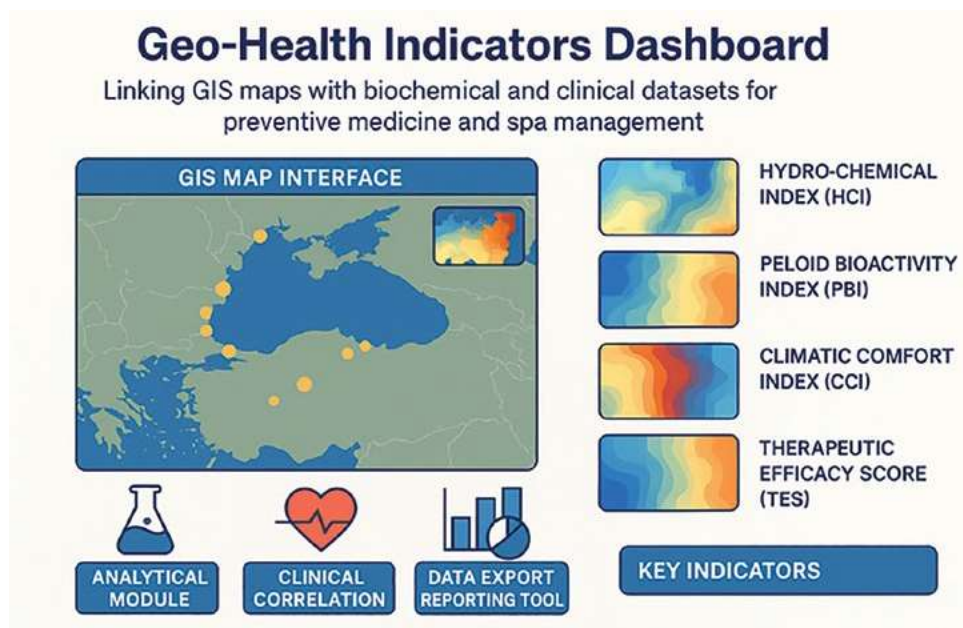 Geo-Health Indicators Dashboard
Linking GIS maps with biochemical and clinical datasets for
preventive medicine and spa management
GIS MAP INTERFACE
HYDRO-CHEMICAL
INDEX (HCI)
PELOID BIOACTIVITY
INDEX (PBI)
CLIMATIC COMFORT
INDEX (CCI)
THERAPEUTIC
EFFICACY SCORE
(TES)
ANALYTICAL
MODULE
CLINICAL
CORRELATION
DATA EXPORT
REPORTING TOOL
KEY INDICATORS